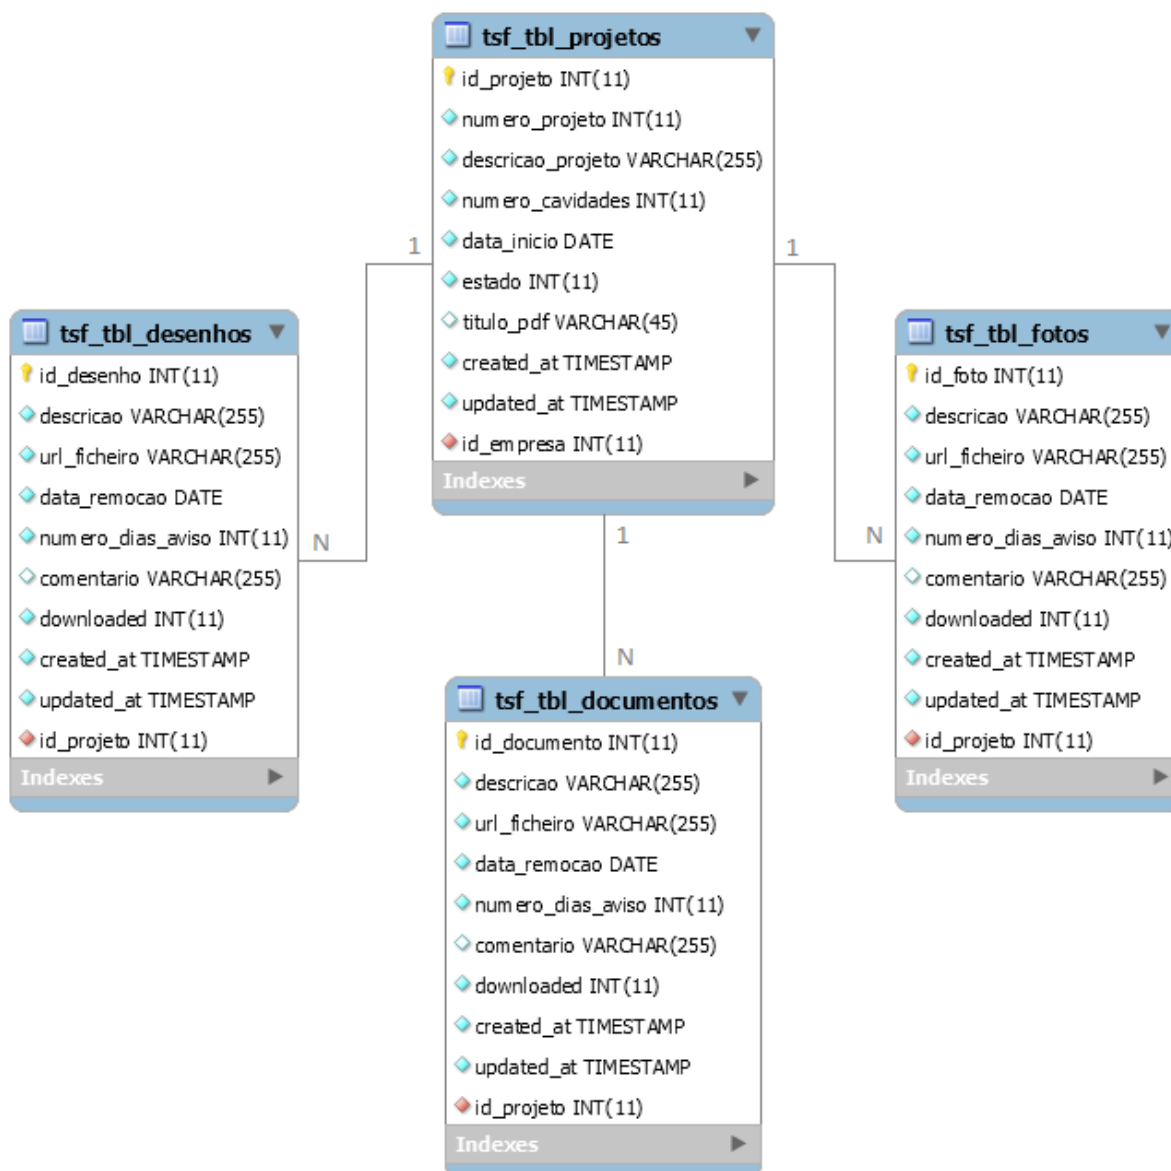 tsf_tbl_projetos
id_projeto INT(11)
numero_projeto INT(11)
descricao_projeto VARCHAR(255)
numero_cavidades INT(11)
data_inicio DATE
estado INT(11)
titulo_pdf VARCHAR(45)
created_at TIMESTAMP
updated_at TIMESTAMP
id_empresa INT(11)
Indexes
1
1
1
tsf_tbl_desenhos
id_desenho INT(11)
descricao VARCHAR(255)
url_ficheiro VARCHAR(255)
data_remocao DATE
numero_dias_aviso INT(11)
comentario VARCHAR(255)
downloaded INT(11)
created_at TIMESTAMP
updated_at TIMESTAMP
id_projeto INT(11)
Indexes
N
tsf_tbl_fotos
id_foto INT(11)
descricao VARCHAR(255)
url_ficheiro VARCHAR(255)
data_remocao DATE
numero_dias_aviso INT(11)
comentario VARCHAR(255)
downloaded INT(11)
created_at TIMESTAMP
updated_at TIMESTAMP
id_projeto INT(11)
Indexes
N
N
tsf_tbl_documentos
id_documento INT(11)
descricao VARCHAR(255)
url_ficheiro VARCHAR(255)
data_remocao DATE
numero_dias_aviso INT(11)
comentario VARCHAR(255)
downloaded INT(11)
created_at TIMESTAMP
updated_at TIMESTAMP
id_projeto INT(11)
Indexes